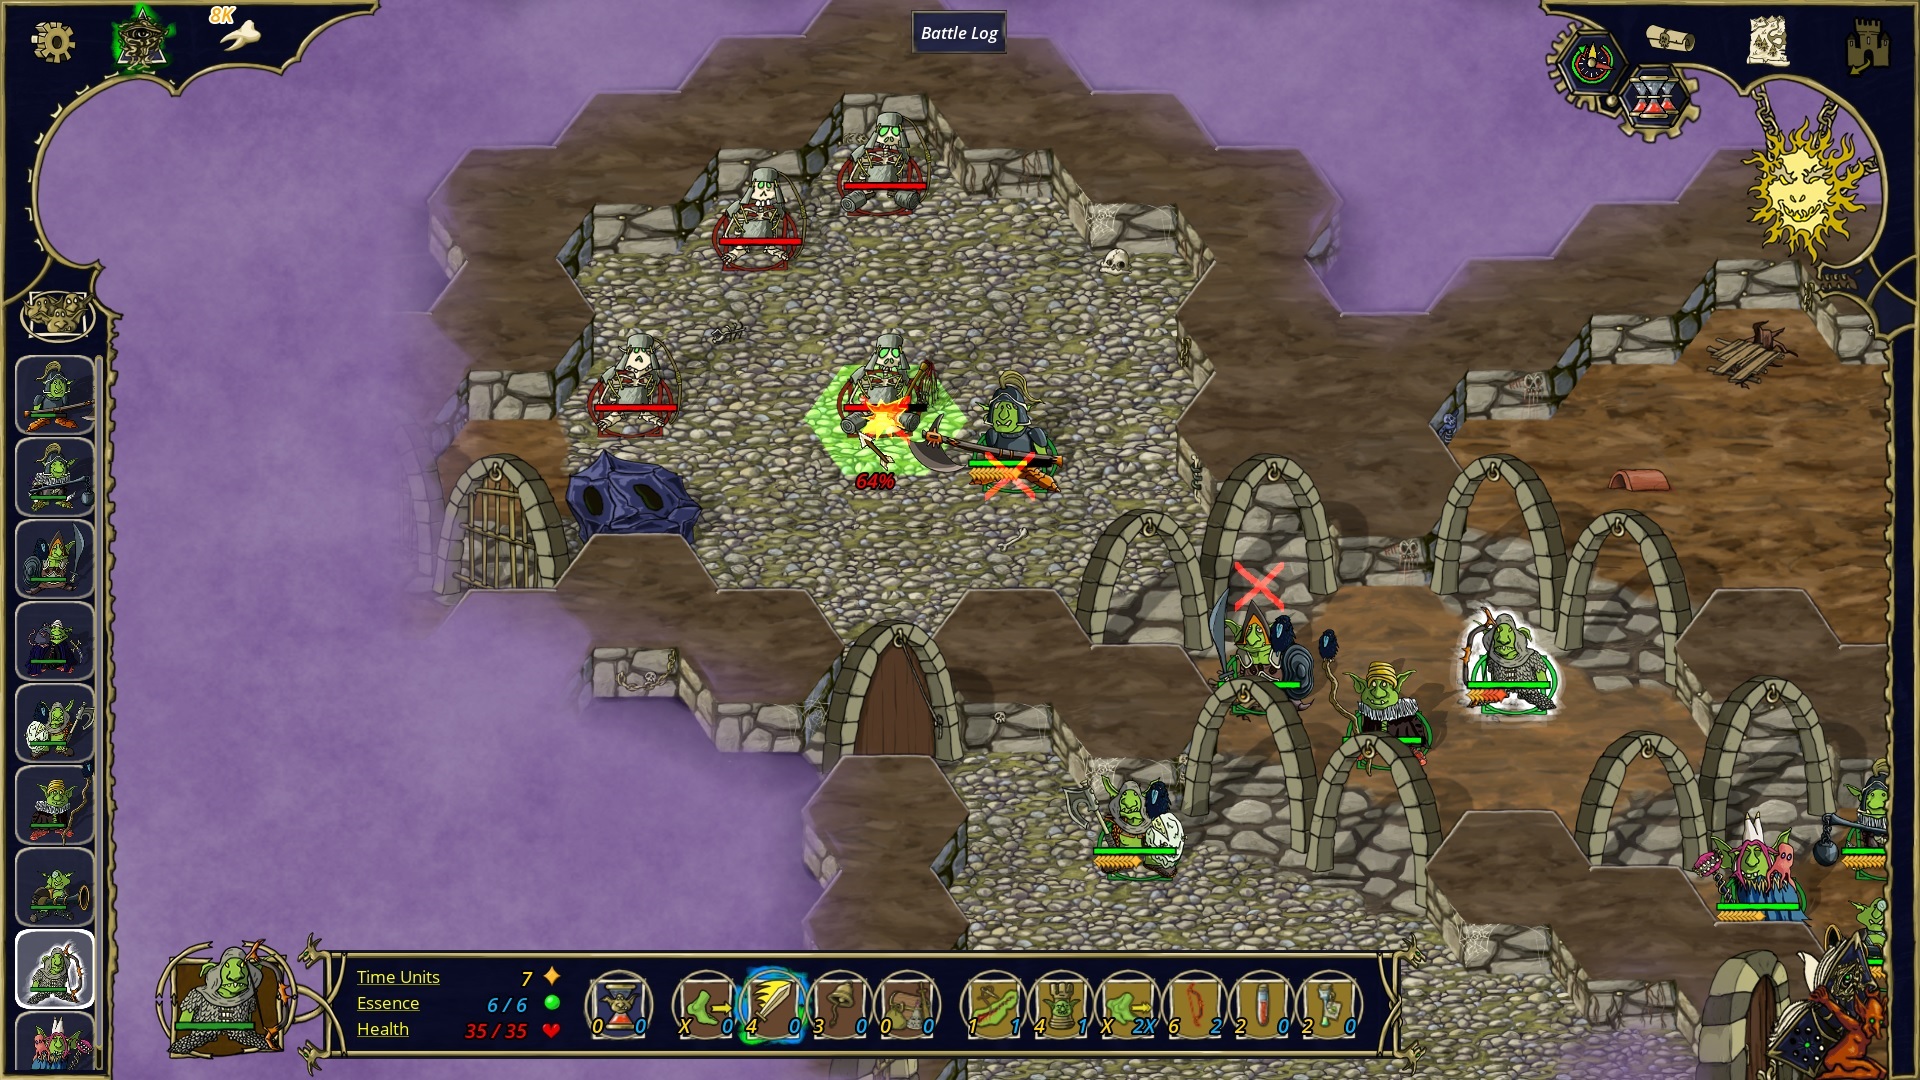 8K
Battle Log
64%
Time Units 7
Essence 6 / 6
Health 35 / 35
0 0 X 0 4 0 3 0 0 0 1 1 4 1 X 2X 6 2 2 0 2 0